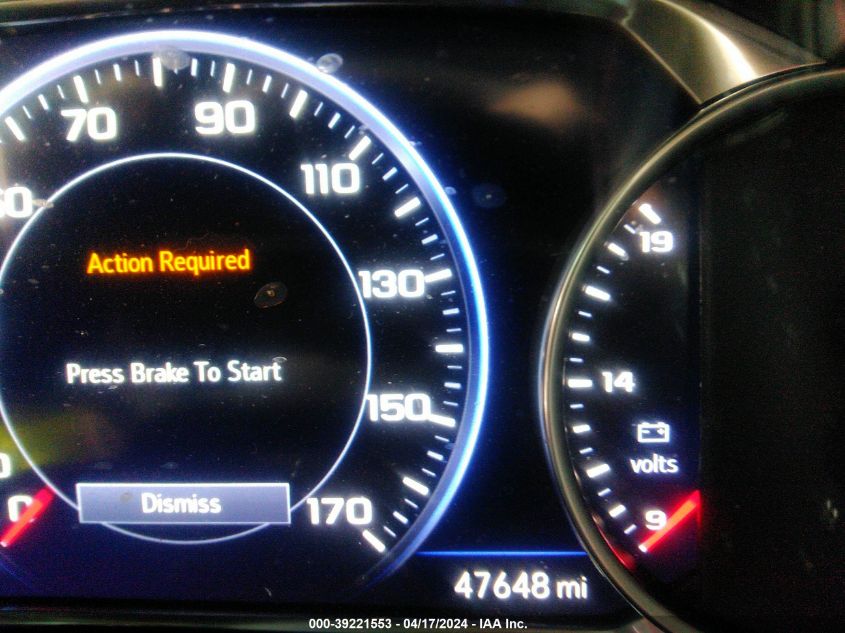 70
90
110
130
150
170
0
Action Required
Press Brake To Start
Dismiss
19
14
volts
9
47648 mi
000-39221553 - 04/17/2024 - IAA Inc.